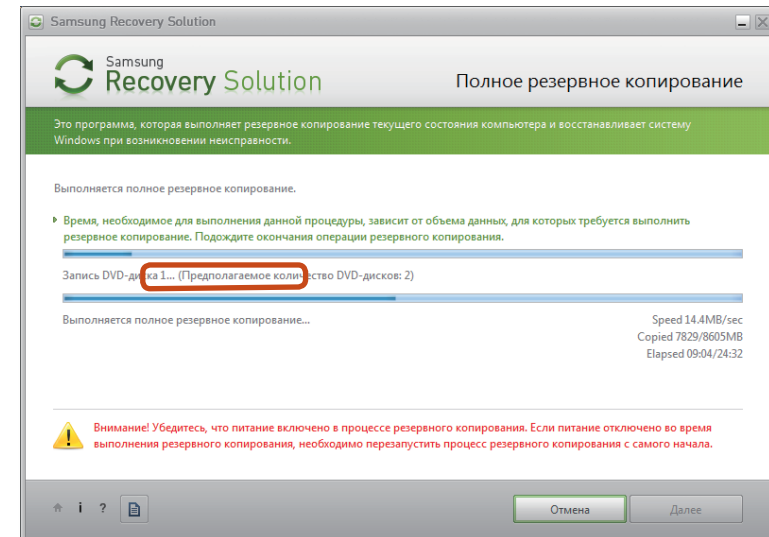 Samsung Recovery Solution
Samsung
Recovery Solution
Полное резервное копирование
Это программа, которая выполняет резервное копирование текущего состояния компьютера и восстанавливает систему
Windows при возникновении неисправности.
Выполняется полное резервное копирование.
Время, необходимое для выполнения данной процедуры, зависит от объема данных, для которых требуется выполнить
резервное копирование. Подождите окончания операции резервного копирования.
Запись DVD-диска 1... (Предполагаемое количество DVD-дисков: 2)
Выполняется полное резервное копирование...
Speed 14.4MB/sec
Copied 7829/8605MB
Elapsed 09:04/24:32
Внимание! Убедитесь, что питание включено в процессе резервного копирования. Если питание отключено во время
выполнения резервного копирования, необходимо перезапустить процесс резервного копирования с самого начала.
i ?
Отмена
Далее